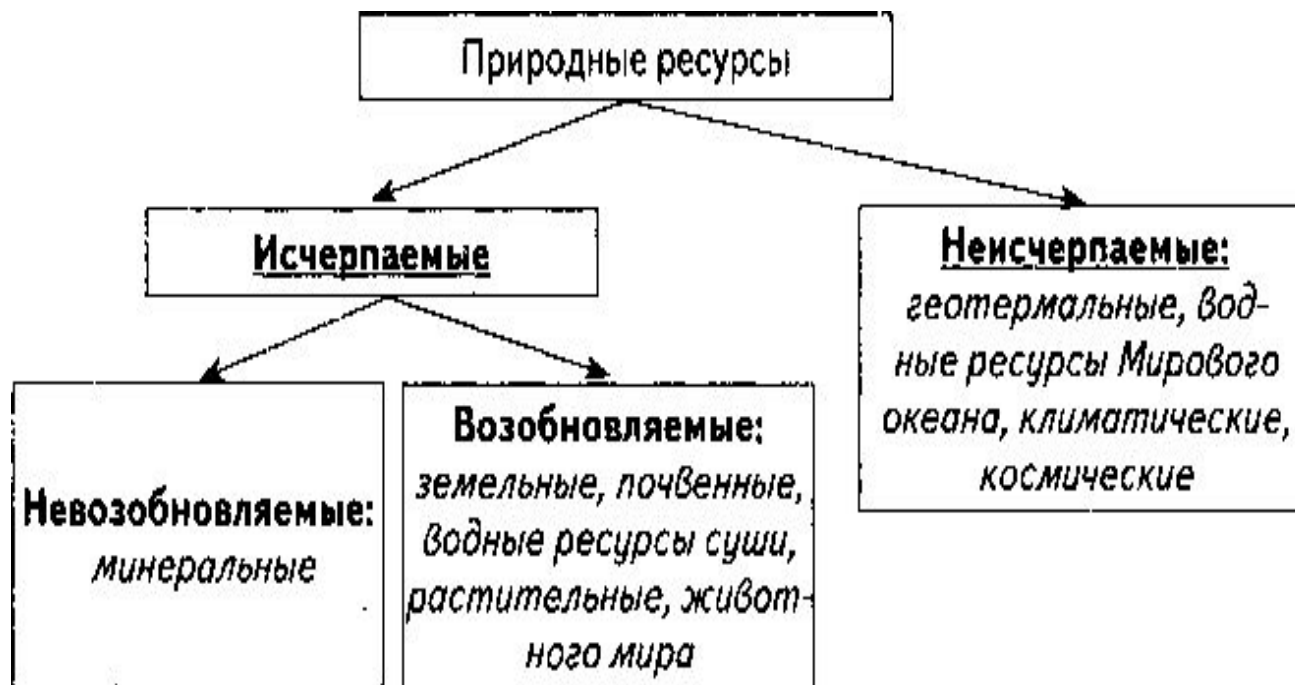 Природные ресурсы
Исчерпаемые
Неисчерпаемые:
геотермальные, вод-
ные ресурсы Мирового
океана, климатические,
космические
Невозобновляемые:
минеральные
Возобновляемые:
земельные, почвенные,
водные ресурсы суши,
растительные, живот-
ного мира